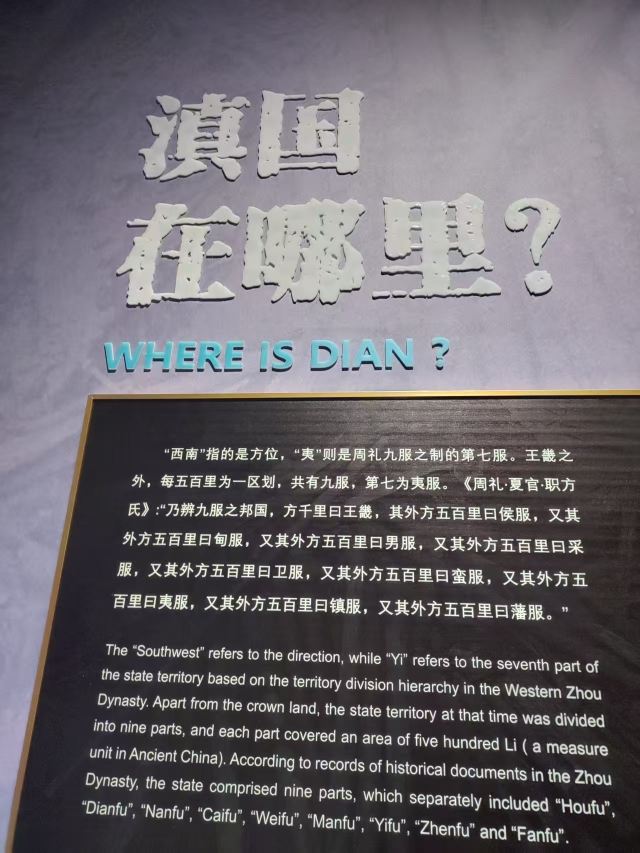 滇国
在哪里？
WHERE IS DIAN ?
“西南”指的是方位，“夷”则是周礼九服之制的第七服。王畿之
外，每五百里为一区划，共有九服，第七为夷服。《周礼·夏官·职方
氏》:“乃辨九服之邦国，方千里曰王畿，其外方五百里曰侯服，又其
外方五百里曰甸服，又其外方五百里曰男服，又其外方五百里曰采
服，又其外方五百里曰卫服，又其外方五百里曰蛮服，又其外方五
百里曰夷服，又其外方五百里曰镇服，又其外方五百里曰藩服。”
The “Southwest” refers to the direction, while “Yi” refers to the seventh part of
the state territory based on the territory division hierarchy in the Western Zhou
Dynasty. Apart from the crown land, the state territory at that time was divided
into nine parts, and each part covered an area of five hundred Li ( a measure
unit in Ancient China). According to records of historical documents in the Zhou
Dynasty, the state comprised nine parts, which separately included “Houfu”,
“Dianfu”, “Nanfu”, “Caifu”, “Weifu”, “Manfu”, “Yifu”, “Zhenfu” and “Fanfu”.